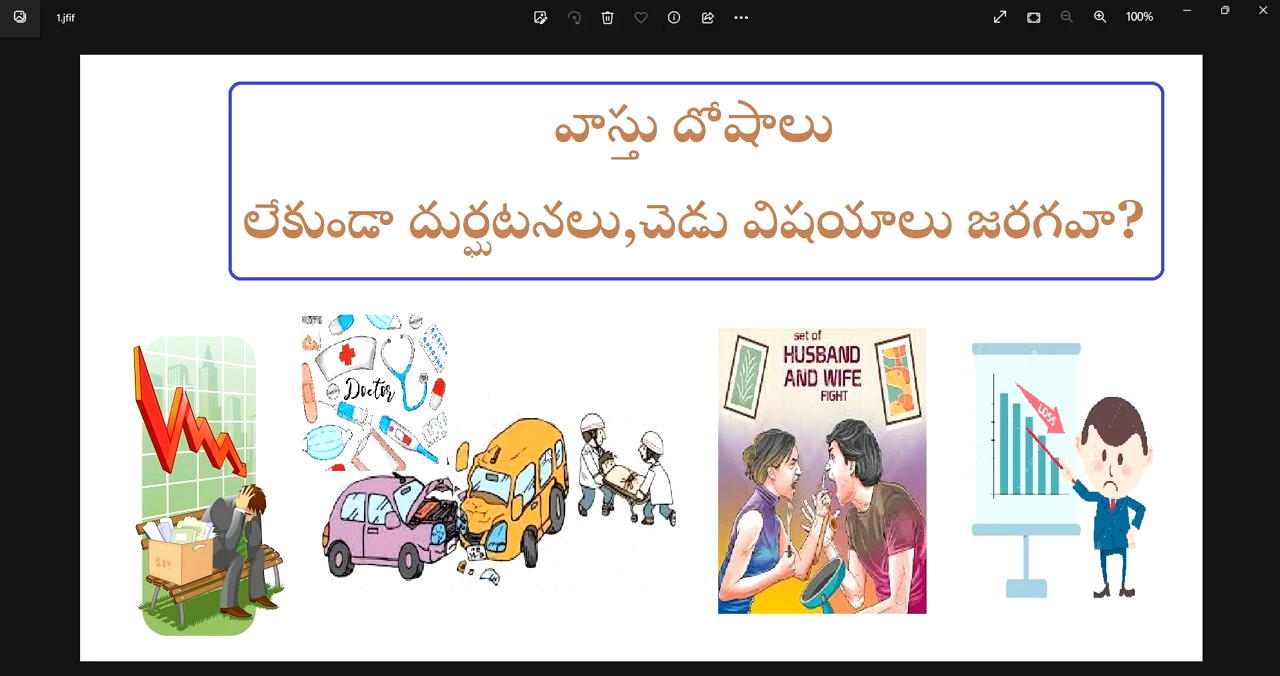 1.jfif
100%
వాస్తు దోషాలు
లేకుండా దుర్ఘటనలు,చెడు విషయాలు జరగవా?
Doctor
set of
HUSBAND
AND WIFE
FIGHT
LOSS